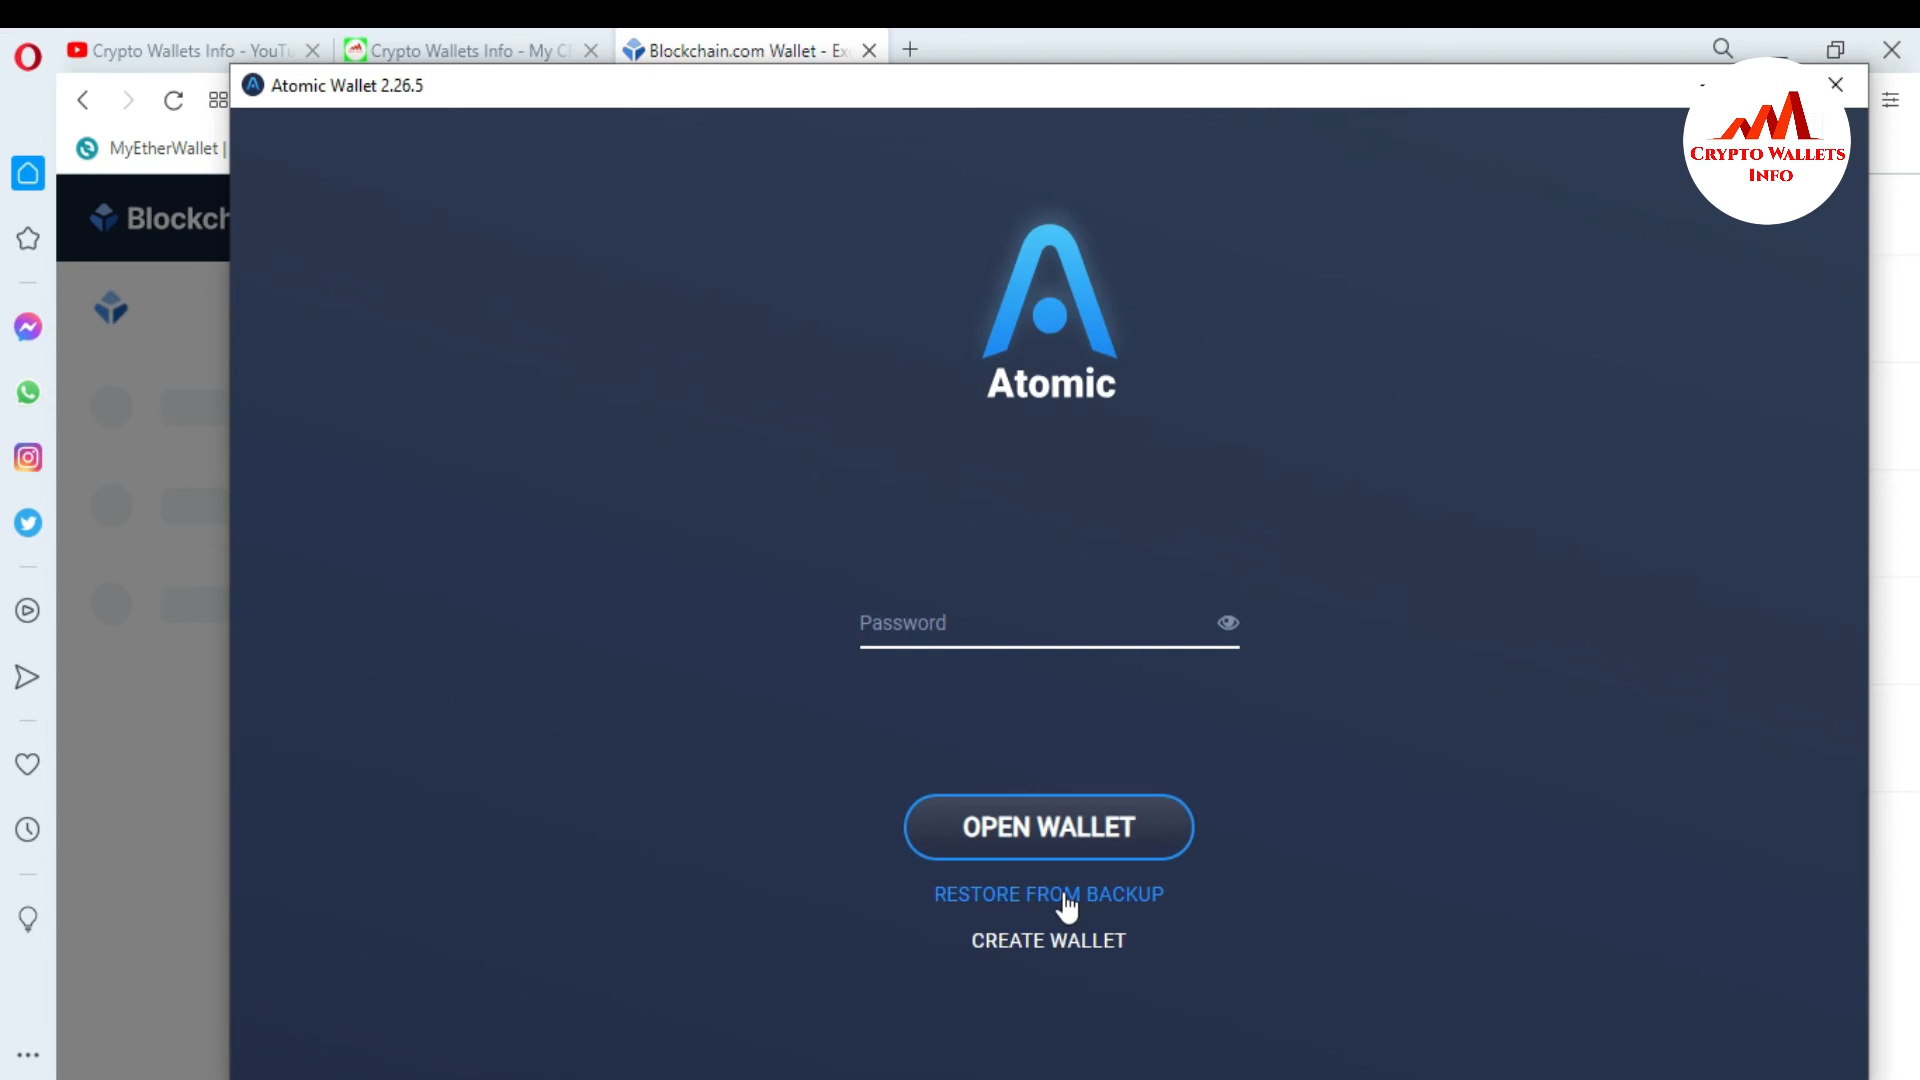 Crypto Wallets Info - YouTu
Crypto Wallets Info - My C
Blockchain.com Wallet - Ex
Atomic Wallet 2.26.5
MyEtherWallet |
CRYPTO WALLETS
INFO
Blockch
Atomic
Password
OPEN WALLET
RESTORE FROM BACKUP
CREATE WALLET